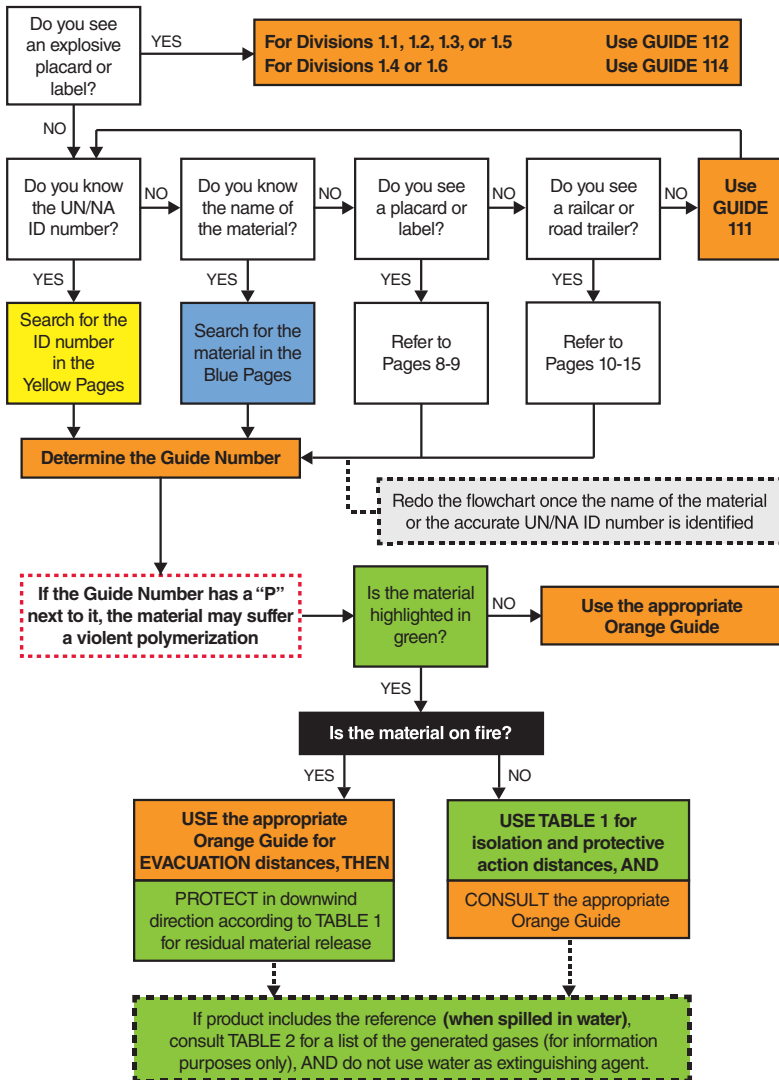 Do you see
an explosive
placard or
label?
YES
For Divisions 1.1, 1.2, 1.3, or 1.5 Use GUIDE 112
For Divisions 1.4 or 1.6 Use GUIDE 114
NO
Do you know
the UN/NA
ID number?
NO
Do you know
the name of
the material?
NO
Do you see
a placard or
label?
NO
Do you see
a railcar or
road trailer?
NO
Use
GUIDE
111
YES
YES
YES
YES
Search for the
ID number
in the
Yellow Pages
Search for the
material in the
Blue Pages
Refer to
Pages 8-9
Refer to
Pages 10-15
Determine the Guide Number
Redo the flowchart once the name of the material
or the accurate UN/NA ID number is identified
If the Guide Number has a “P”
next to it, the material may suffer
a violent polymerization
Is the material
highlighted in
green?
NO
Use the appropriate
Orange Guide
YES
Is the material on fire?
YES
NO
USE the appropriate
Orange Guide for
EVACUATION distances, THEN
PROTECT in downwind
direction according to TABLE 1
for residual material release
USE TABLE 1 for
isolation and protective
action distances, AND
CONSULT the appropriate
Orange Guide
If product includes the reference (when spilled in water),
consult TABLE 2 for a list of the generated gases (for information
purposes only), AND do not use water as extinguishing agent.